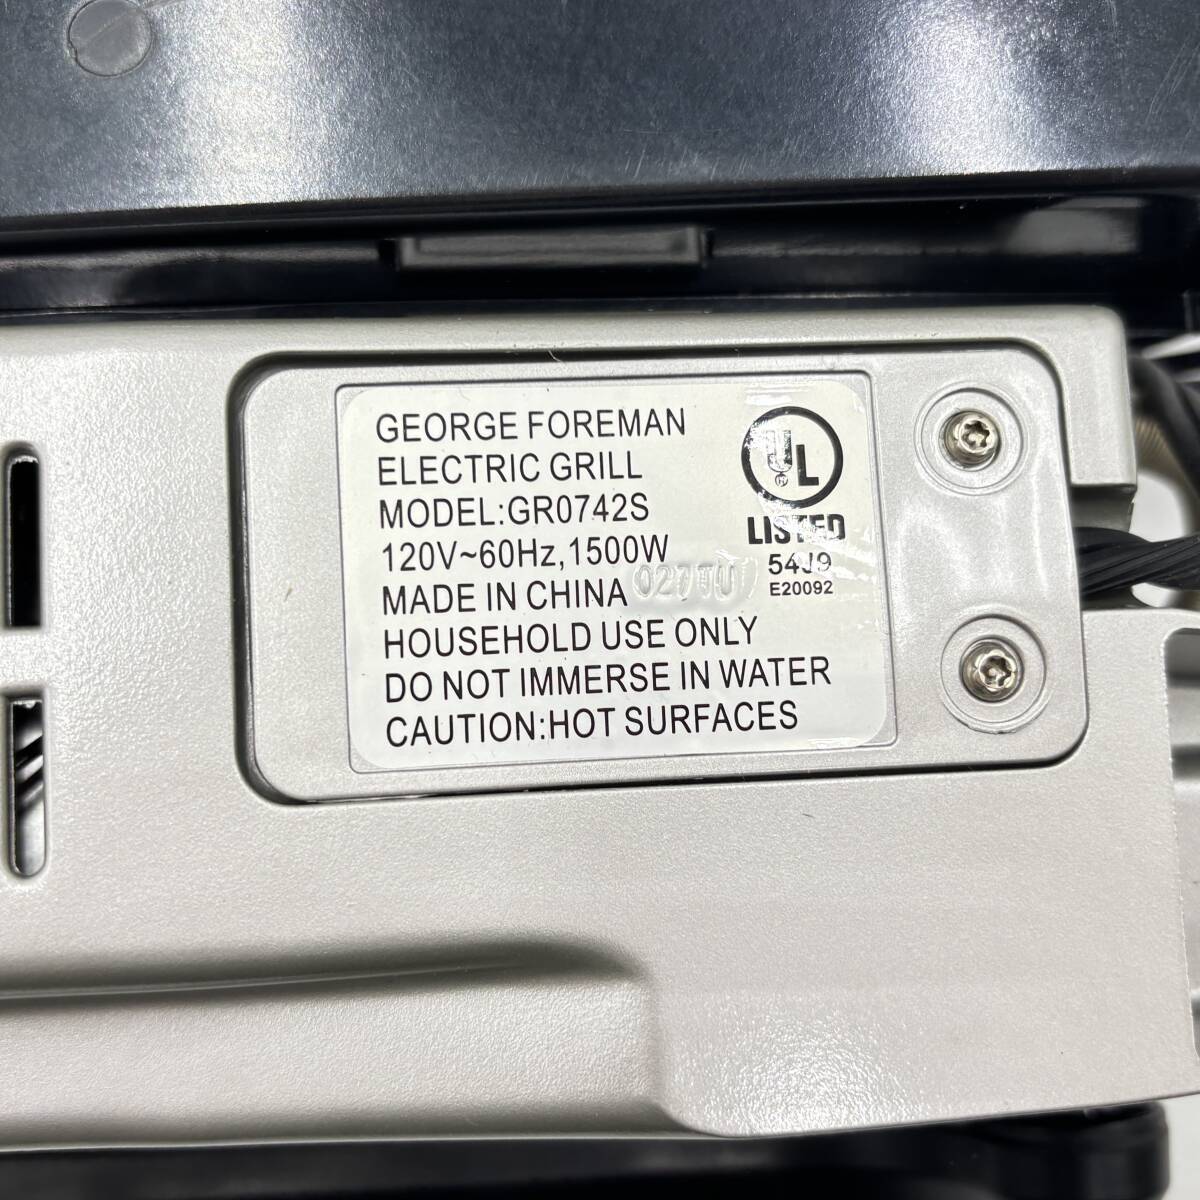 GEORGE FOREMAN
ELECTRIC GRILL
MODEL:GR0742S
120V~60Hz,1500W
MADE IN CHINA
HOUSEHOLD USE ONLY
DO NOT IMMERSE IN WATER
CAUTION:HOT SURFACES
UL
®
LISTED
54J9
E20092